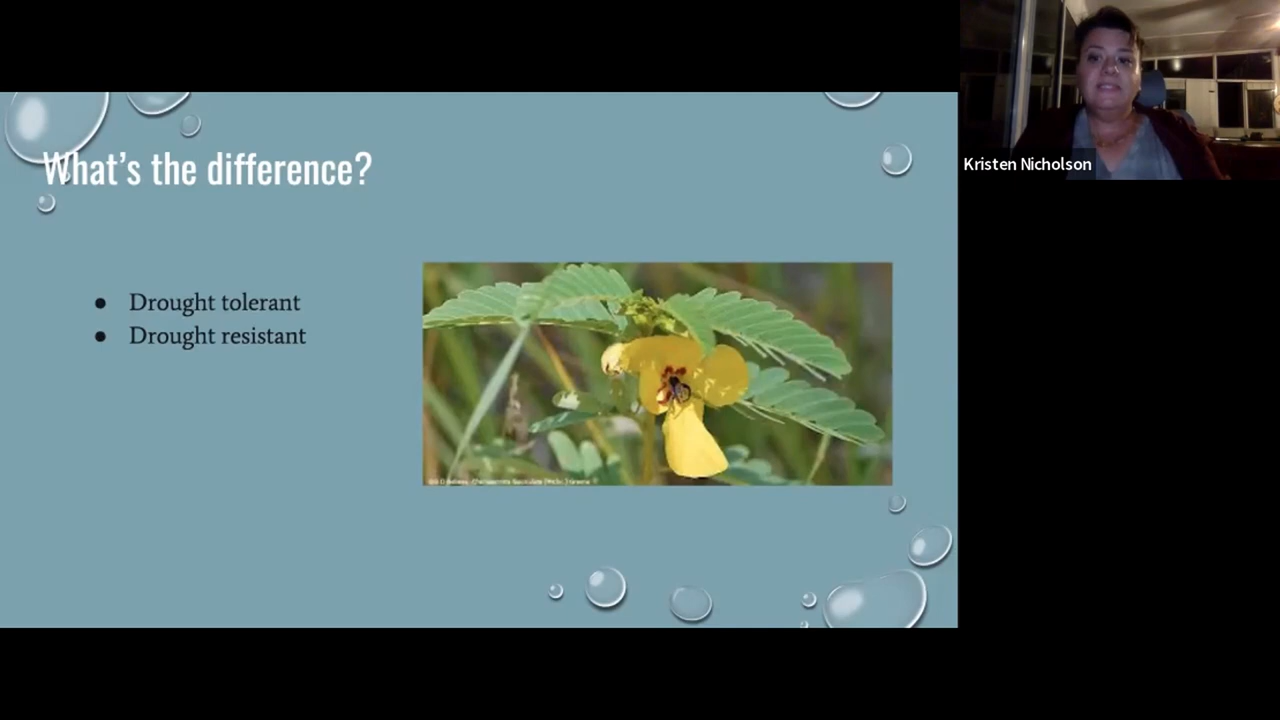 What's the difference?
● Drought tolerant
● Drought resistant
Kristen Nicholson